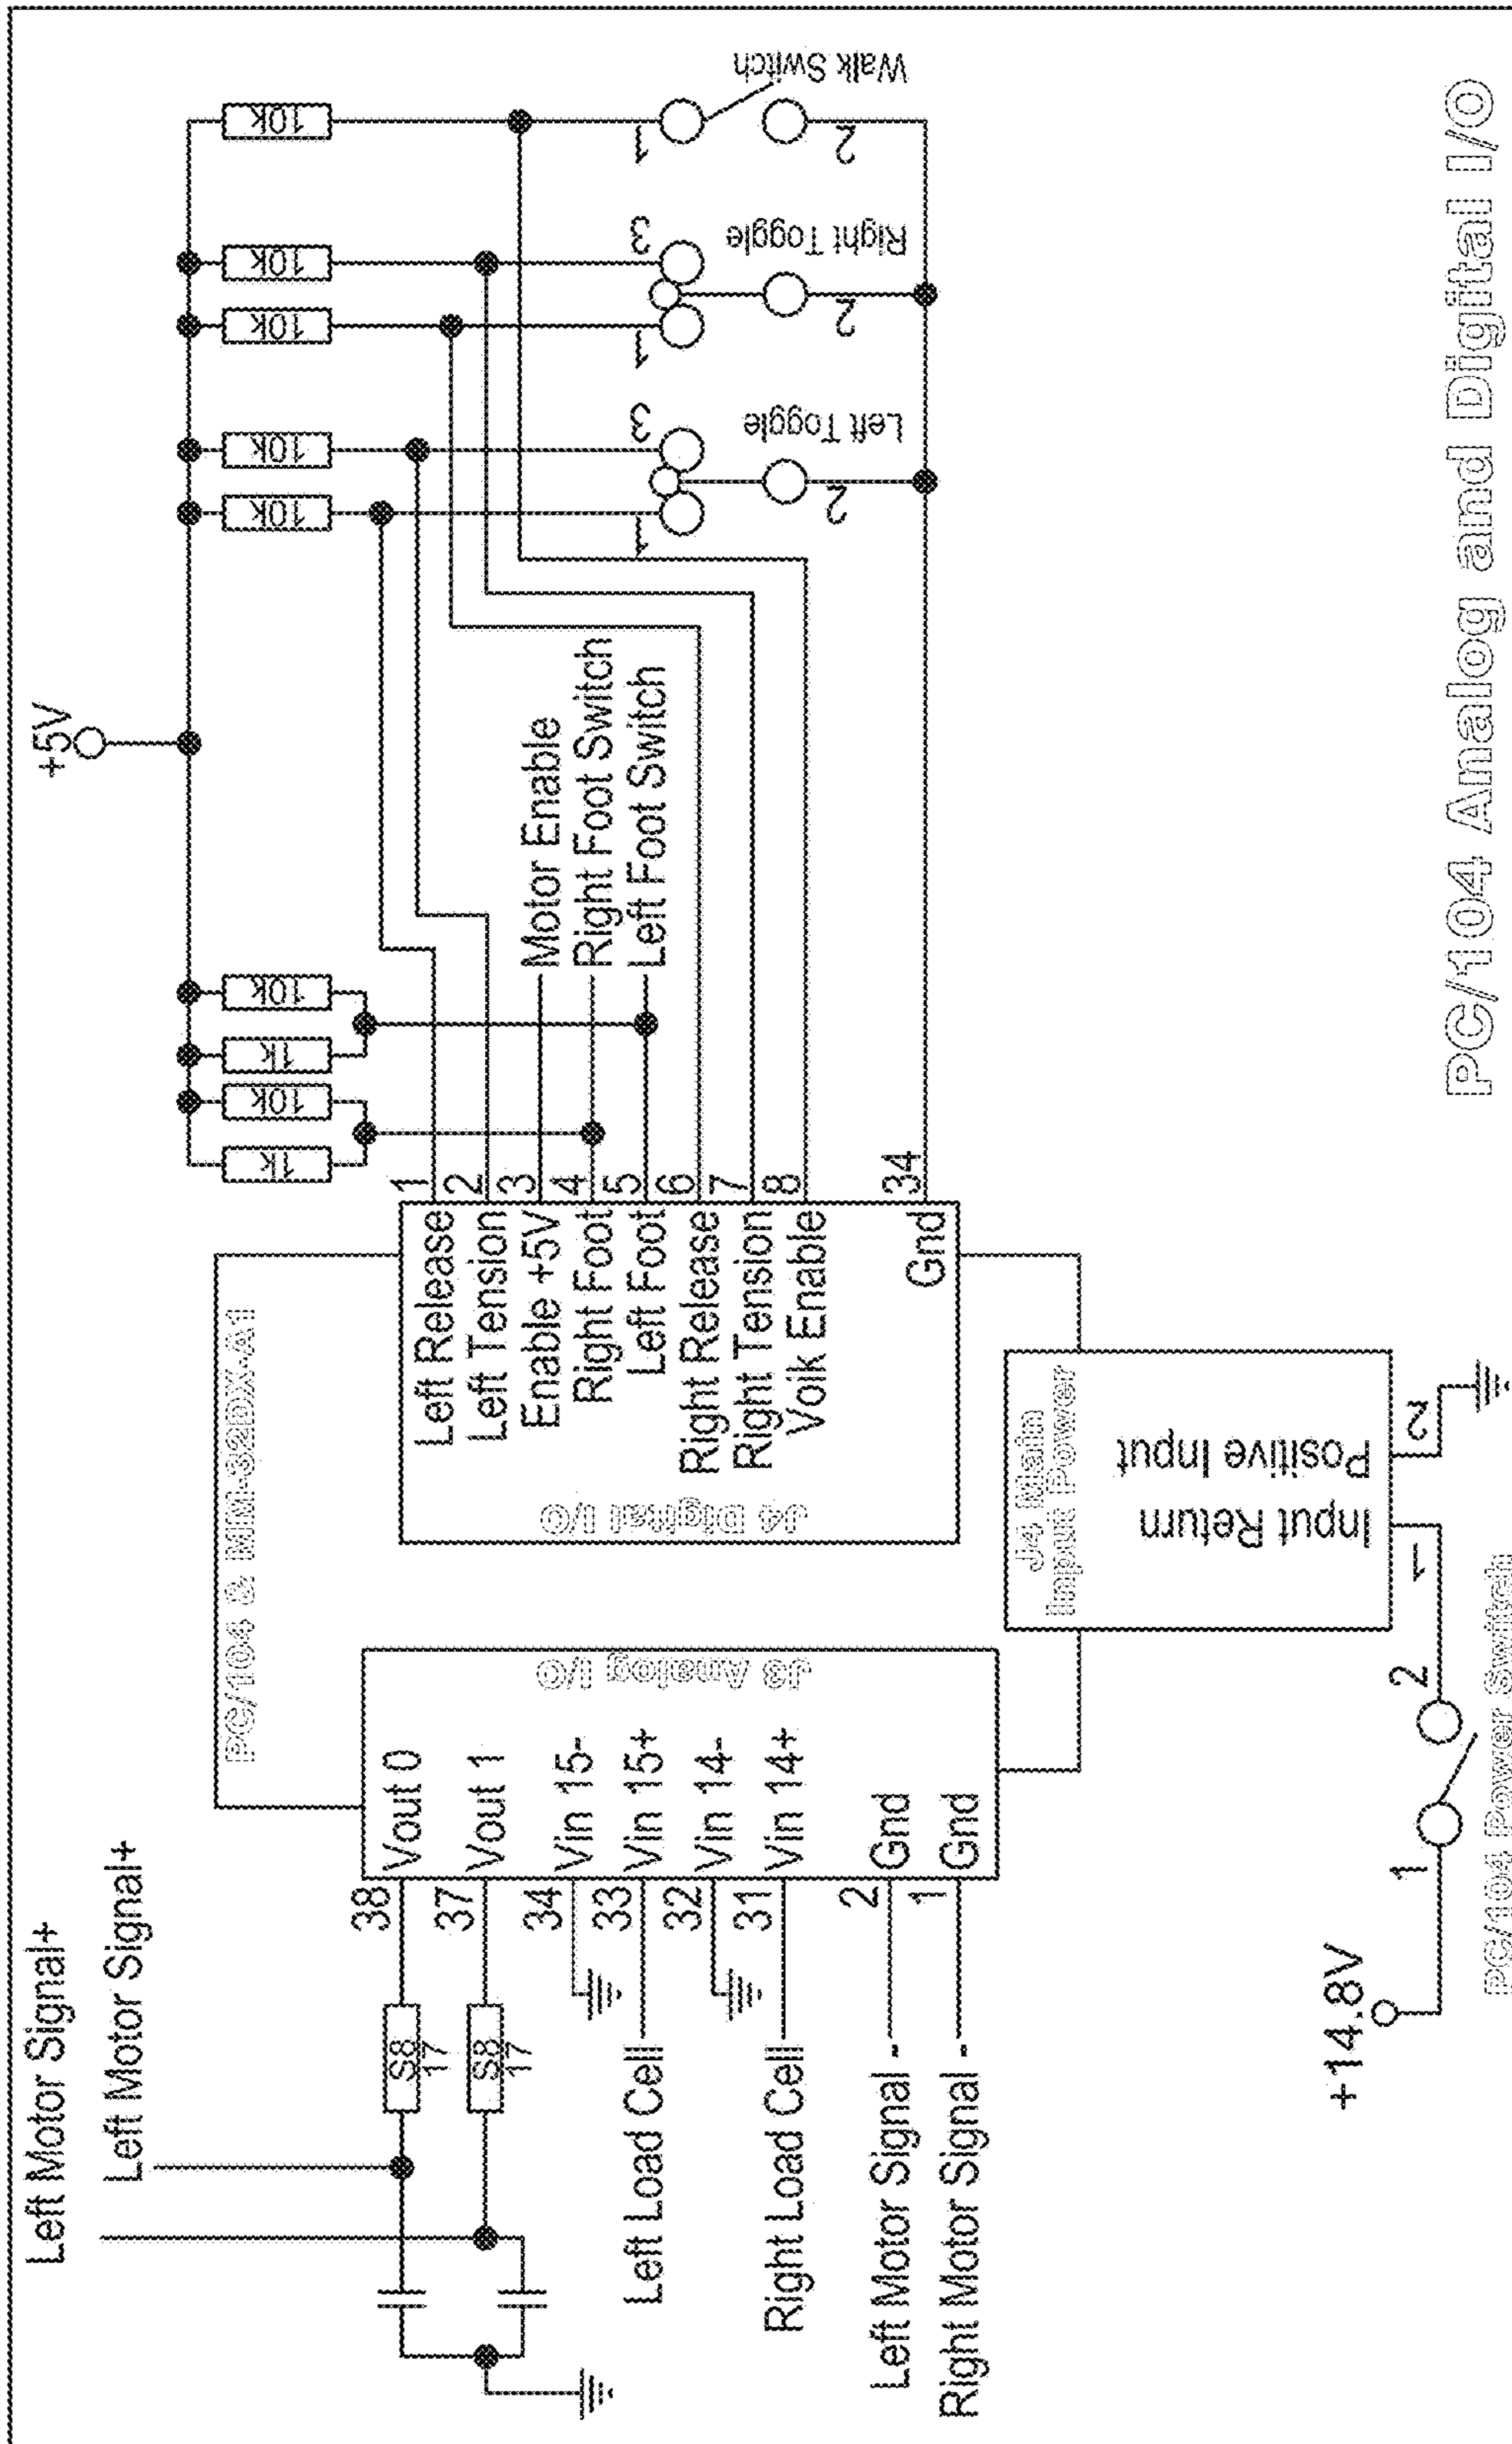 Left Motor Signal+
Left Motor Signal+
+5V
PC/104 & MM-32DX-A1
10k
10k
10k
10k
10k
10k
1k
10k
1k
38
Vout 0
37
Vout 1
34
Vin 15-
33
Vin 15+
32
Vin 14-
31
Vin 14+
2
Gnd
1
Gnd
J3 Analog I/O
S8
17
S8
17
Left Load Cell
Right Load Cell
Left Motor Signal -
Right Motor Signal -
Left Release
1
Left Tension
2
Enable +5V
3
Right Foot
4
Left Foot
5
Right Release
6
Right Tension
7
Voik Enable
8
Gnd
34
J4 Digital I/O
Motor Enable
Right Foot Switch
Left Foot Switch
1
3
2
Left Toggle
1
3
2
Right Toggle
1
2
Walk Switch
J4 Main
Input Power
Input Return
Positive Input
1
2
+14.8V
1
2
PC/104 Power Switch
PC/104 Analog and Digital I/O